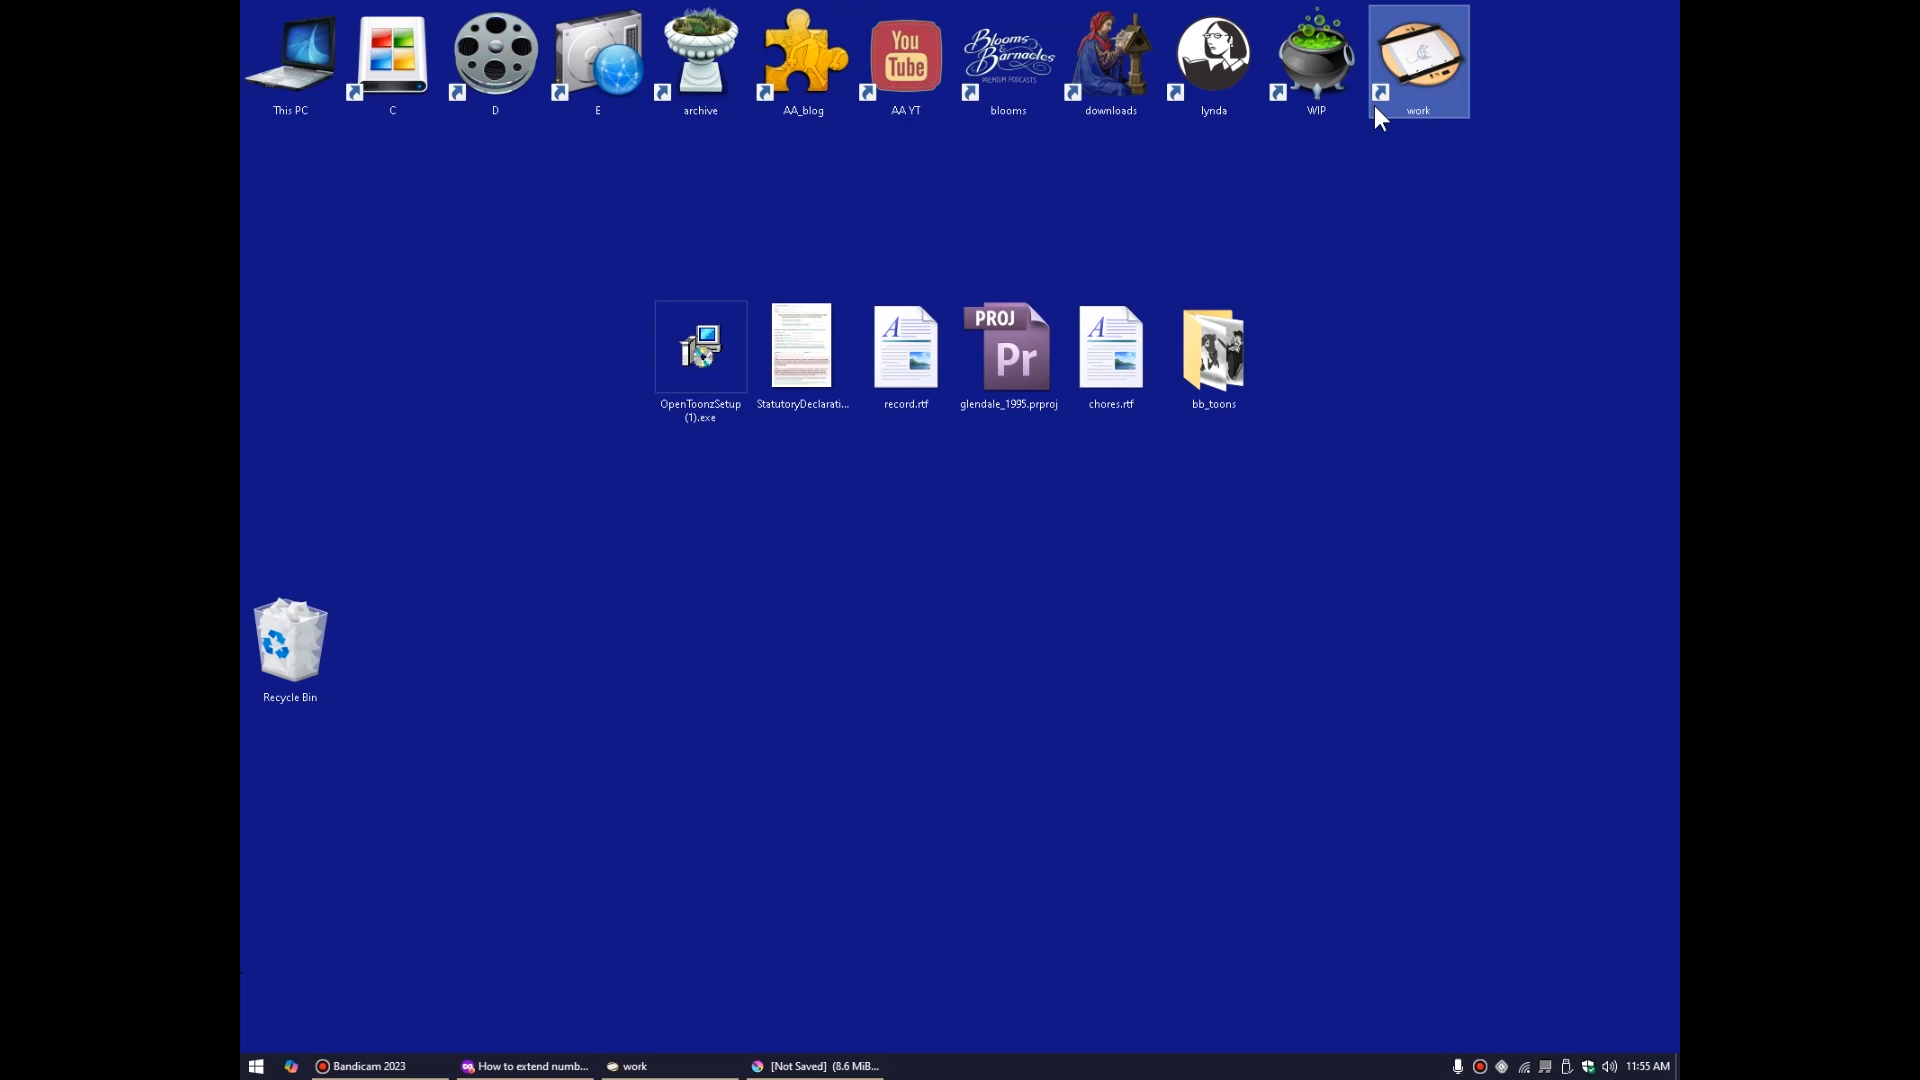 You
Tube
Blooms
&
Barnacles
PREMIUM PODCASTS
This PC
C
D
E
archive
AA_blog
AA YT
blooms
downloads
lynda
WIP
work
PROJ
Pr
OpenToonzSetup
(1).exe
StatutoryDeclarati...
record.rtf
glendale_1995.prproj
chores.rtf
bb_toons
Recycle Bin
Bandicam 2023
How to extend numb...
work
[Not Saved] (8.6 MiB...
11:55 AM